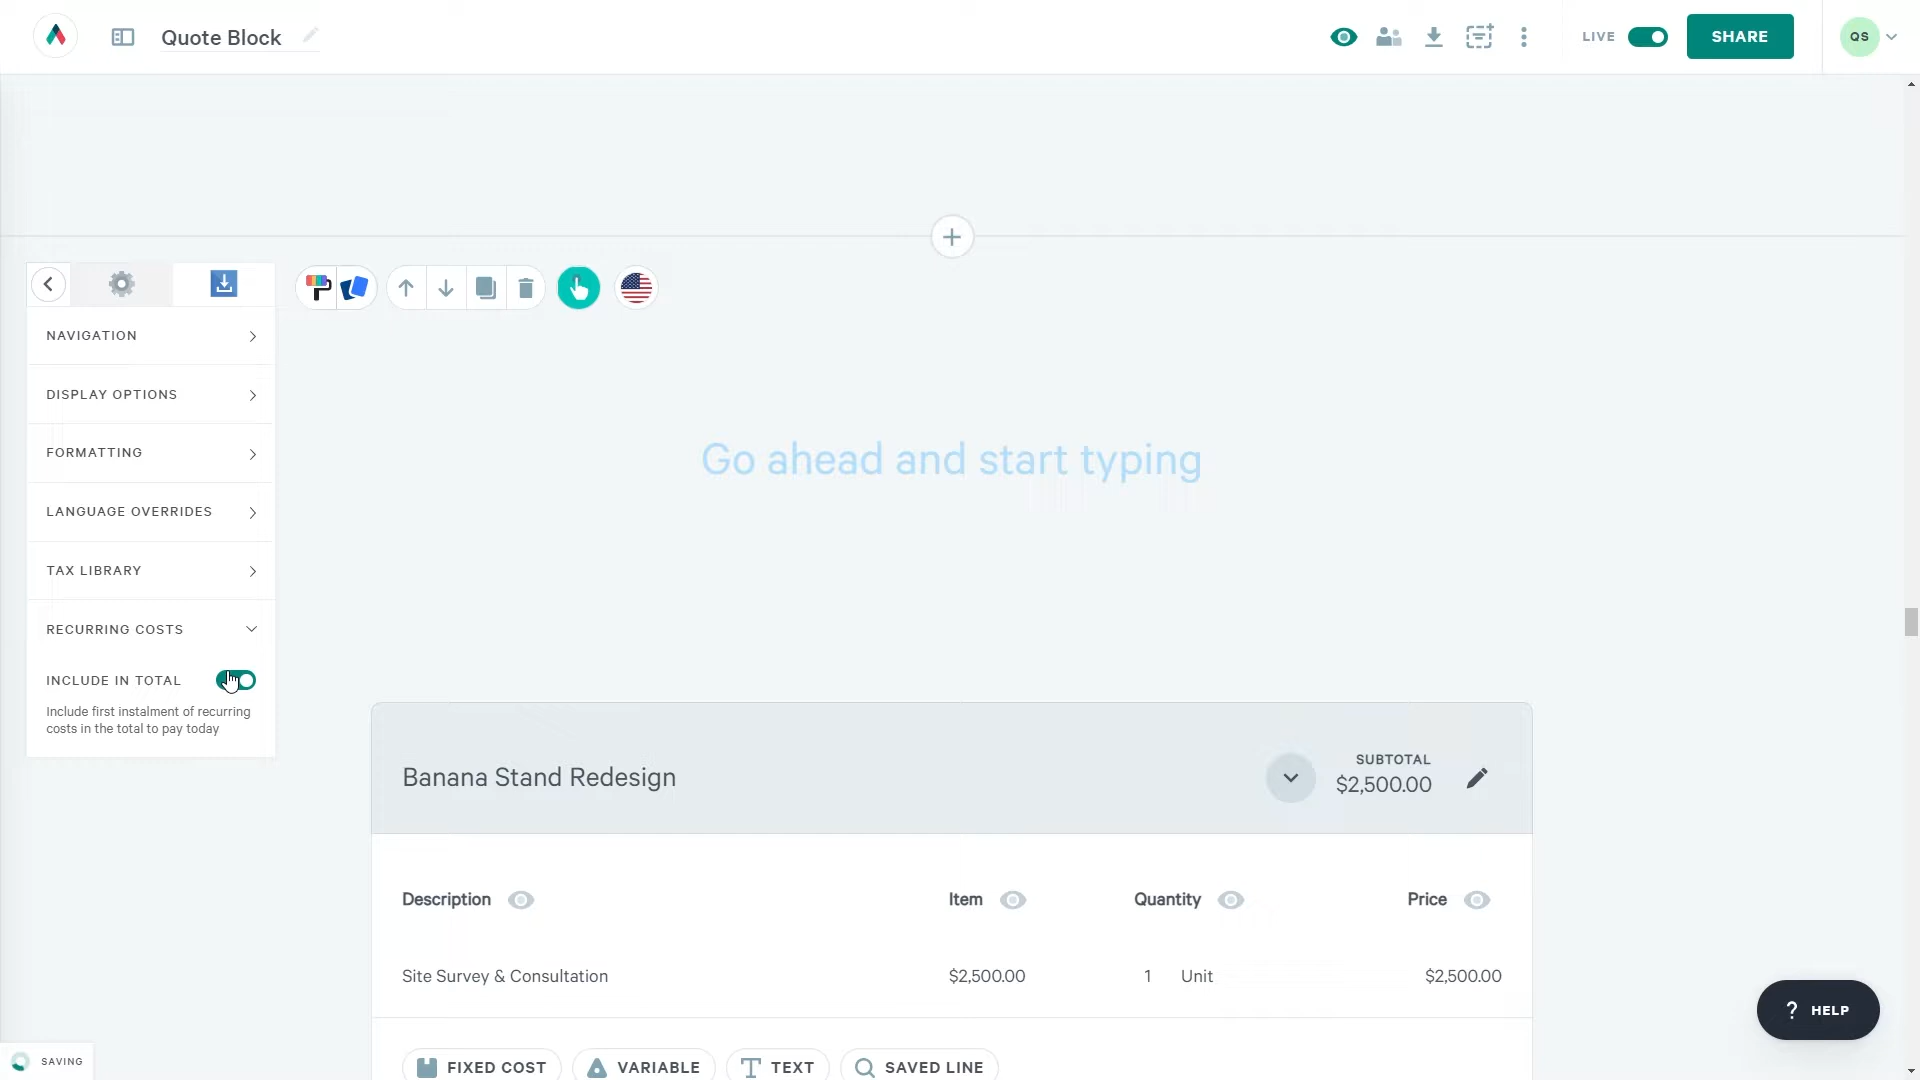 Quote Block
LIVE
SHARE
QS
NAVIGATION
DISPLAY OPTIONS
FORMATTING
LANGUAGE OVERRIDES
TAX LIBRARY
RECURRING COSTS
INCLUDE IN TOTAL
Include first instalment of recurring
costs in the total to pay today
Go ahead and start typing
Banana Stand Redesign
SUBTOTAL
$2,500.00
Description Item Quantity Price
Site Survey & Consultation $2,500.00 1 Unit $2,500.00
FIXED COST VARIABLE TEXT SAVED LINE
? HELP
SAVING